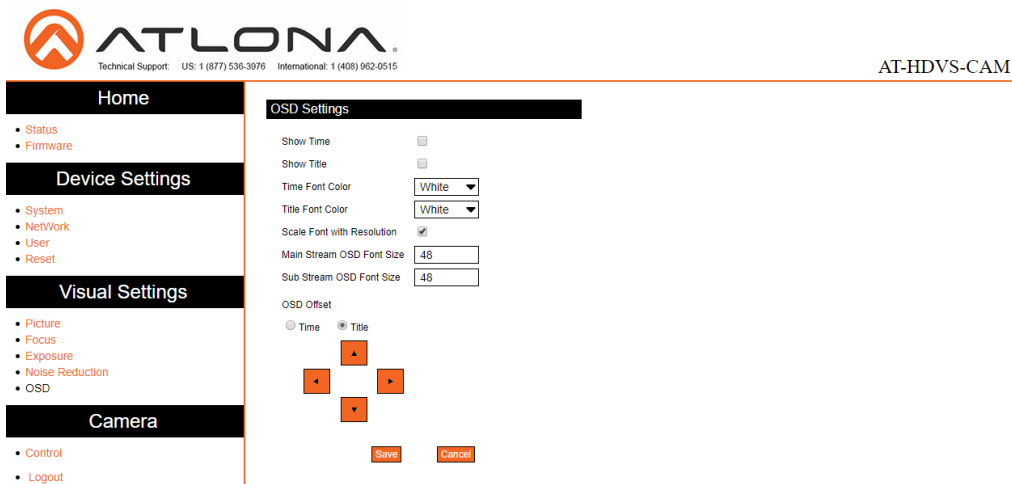 ATLONA.
Technical Support: US: 1 (877) 536-3976 International: 1 (408) 962-0515
AT-HDVS-CAM
Home
Status
Firmware
Device Settings
System
NetWork
User
Reset
Visual Settings
Picture
Focus
Exposure
Noise Reduction
OSD
Camera
Control
Logout
OSD Settings
Show Time
Show Title
Time Font Color White
Title Font Color White
Scale Font with Resolution
Main Stream OSD Font Size 48
Sub Stream OSD Font Size 48
OSD Offset
Time Title
Save Cancel